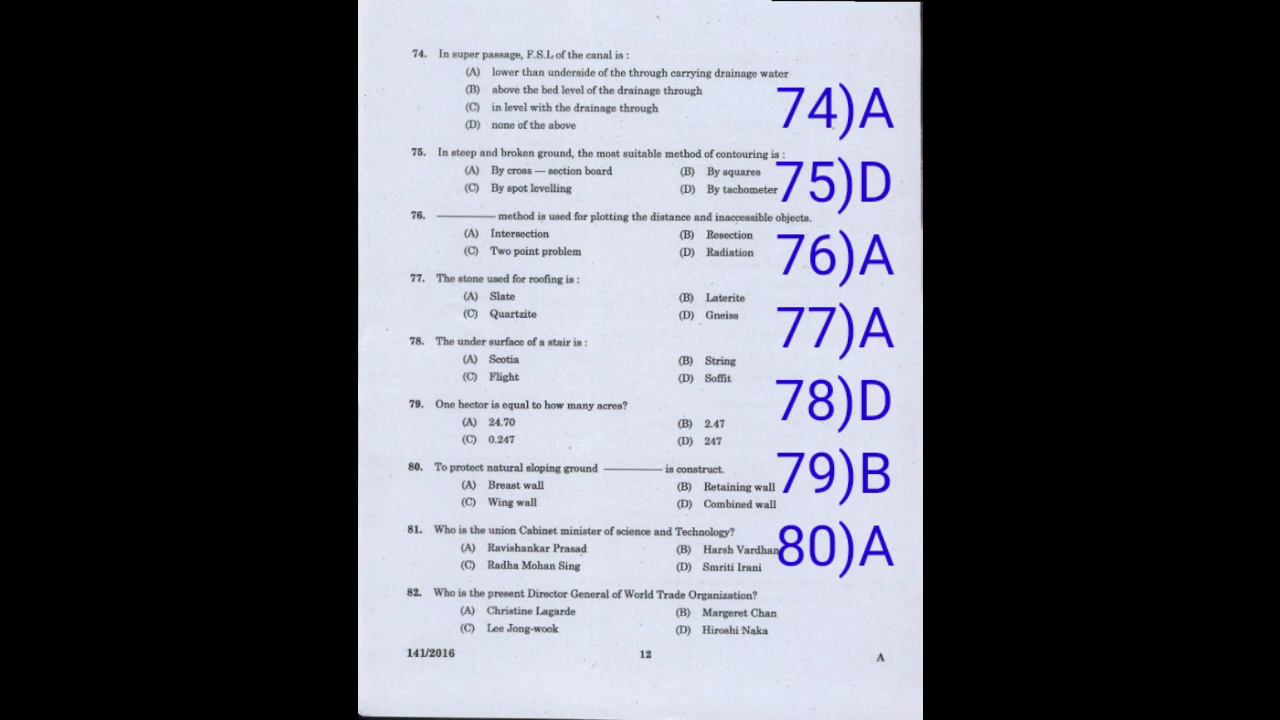 74. In super passage, F.S.L of the canal is :
(A) lower than underside of the through carrying drainage water
(B) above the bed level of the drainage through
(C) in level with the drainage through
(D) none of the above
74)A
75. In steep and broken ground, the most suitable method of contouring is :
(A) By cross — section board (B) By squares
(C) By spot levelling (D) By tachometer
75)D
76. ———— method is used for plotting the distance and inaccessible objects.
(A) Intersection (B) Resection
(C) Two point problem (D) Radiation
76)A
77. The stone used for roofing is :
(A) Slate (B) Laterite
(C) Quartzite (D) Gneiss
77)A
78. The under surface of a stair is :
(A) Scotia (B) String
(C) Flight (D) Soffit
78)D
79. One hector is equal to how many acres?
(A) 24.70 (B) 2.47
(C) 0.247 (D) 247
79)B
80. To protect natural sloping ground ———— is construct.
(A) Breast wall (B) Retaining wall
(C) Wing wall (D) Combined wall
80)A
81. Who is the union Cabinet minister of science and Technology?
(A) Ravishankar Prasad (B) Harsh Vardhan
(C) Radha Mohan Sing (D) Smriti Irani
82. Who is the present Director General of World Trade Organization?
(A) Christine Lagarde (B) Margeret Chan
(C) Lee Jong-wook (D) Hiroshi Naka
141/2016 12 A